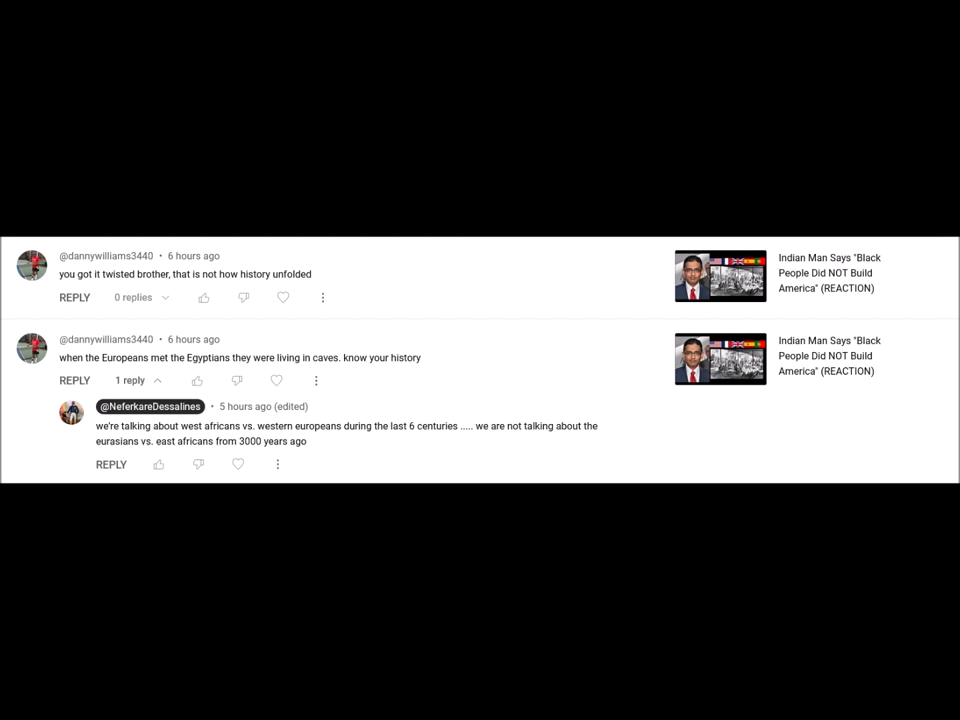 @dannywilliams3440 • 6 hours ago
you got it twisted brother, that is not how history unfolded
REPLY 0 replies
Indian Man Says "Black
People Did NOT Build
America" (REACTION)
@dannywilliams3440 • 6 hours ago
when the Europeans met the Egyptians they were living in caves. know your history
REPLY 1 reply
Indian Man Says "Black
People Did NOT Build
America" (REACTION)
@NeferkareDessalines • 5 hours ago (edited)
we're talking about west africans vs. western europeans during the last 6 centuries ..... we are not talking about the
eurasians vs. east africans from 3000 years ago
REPLY